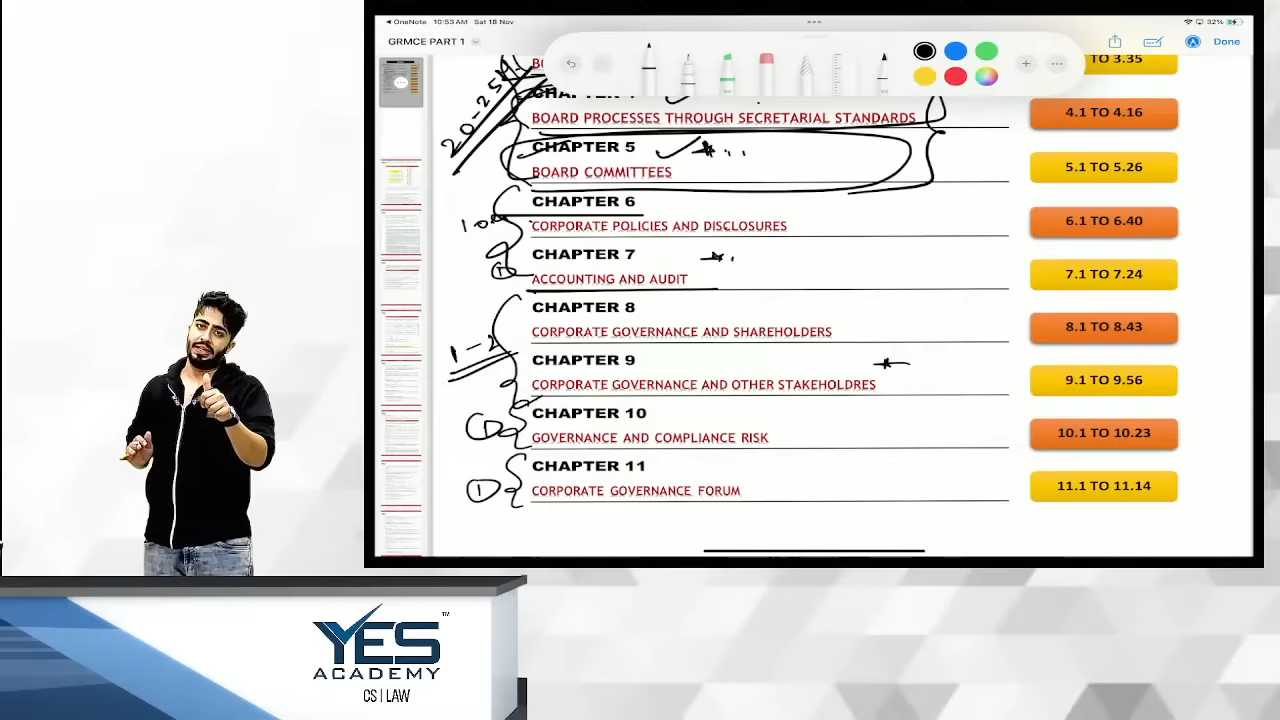 OneNote 10:53 AM Sat 18 Nov 32%
GRMCE PART 1 Done
TO 3.35
BOARD PROCESSES THROUGH SECRETARIAL STANDARDS 4.1 TO 4.16
CHAPTER 5
BOARD COMMITTEES 5.1 TO 5.26
CHAPTER 6
CORPORATE POLICIES AND DISCLOSURES 6.1 TO 6.40
CHAPTER 7
ACCOUNTING AND AUDIT 7.1 TO 7.24
CHAPTER 8
CORPORATE GOVERNANCE AND SHAREHOLDERS 8.1 TO 8.43
CHAPTER 9
CORPORATE GOVERNANCE AND OTHER STAKEHOLDRES 9.1 TO 9.56
CHAPTER 10
GOVERNANCE AND COMPLIANCE RISK 10.1 TO 10.23
CHAPTER 11
CORPORATE GOVERNANCE FORUM 11.1 TO 11.14
1-2
1
YES
ACADEMY
CS | LAW
TM